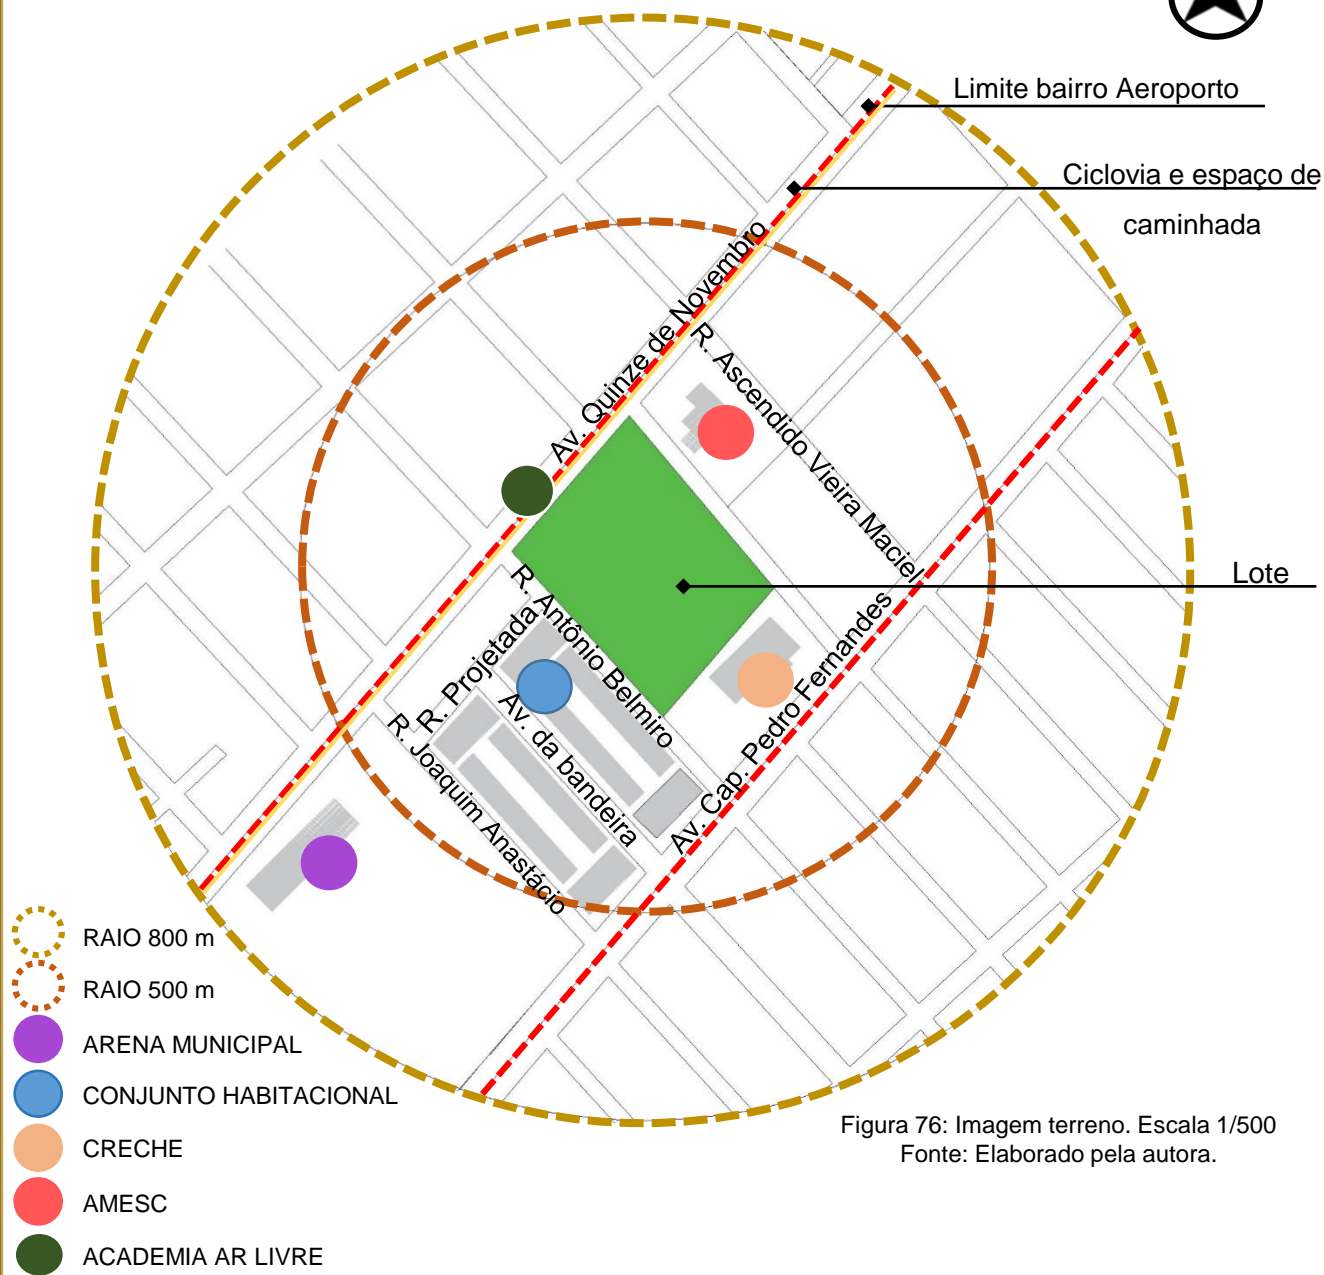 Limite bairro Aeroporto
Ciclovia e espaço de
caminhada
Av. Quinze de Novembro
R. Ascendido Vieira Maciel
Lote
R. Antônio Belmiro
R. Projetada
Av. da bandeira
R. Joaquim Anastácio
Av. Cap. Pedro Fernandes
RAIO 800 m
RAIO 500 m
ARENA MUNICIPAL
CONJUNTO HABITACIONAL
CRECHE
AMESC
ACADEMIA AR LIVRE
Figura 76: Imagem terreno. Escala 1/500
Fonte: Elaborado pela autora.